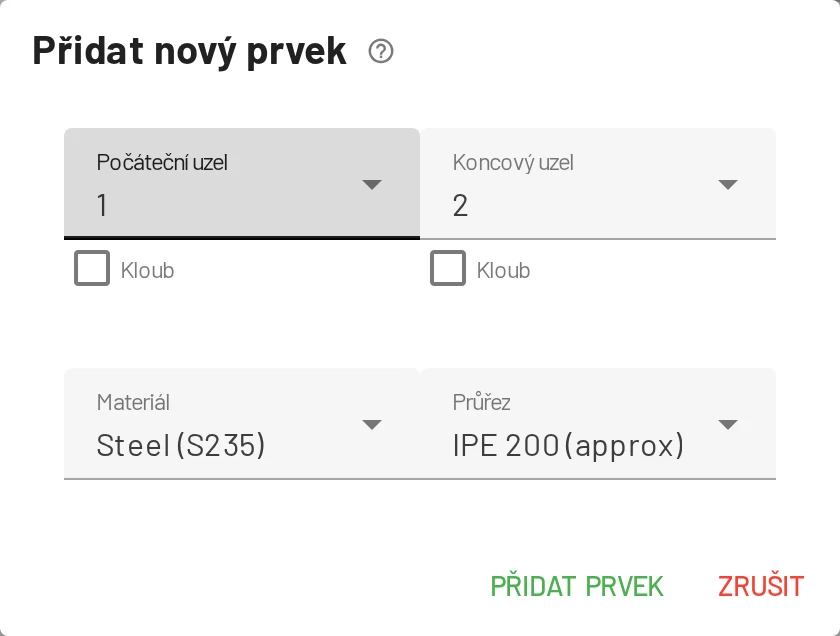 Přidat nový prvek
Počáteční uzel
1
Koncový uzel
2
Kloub
Kloub
Materiál
Steel (S235)
Průřez
IPE 200 (approx)
PŘIDAT PRVEK
ZRUŠIT